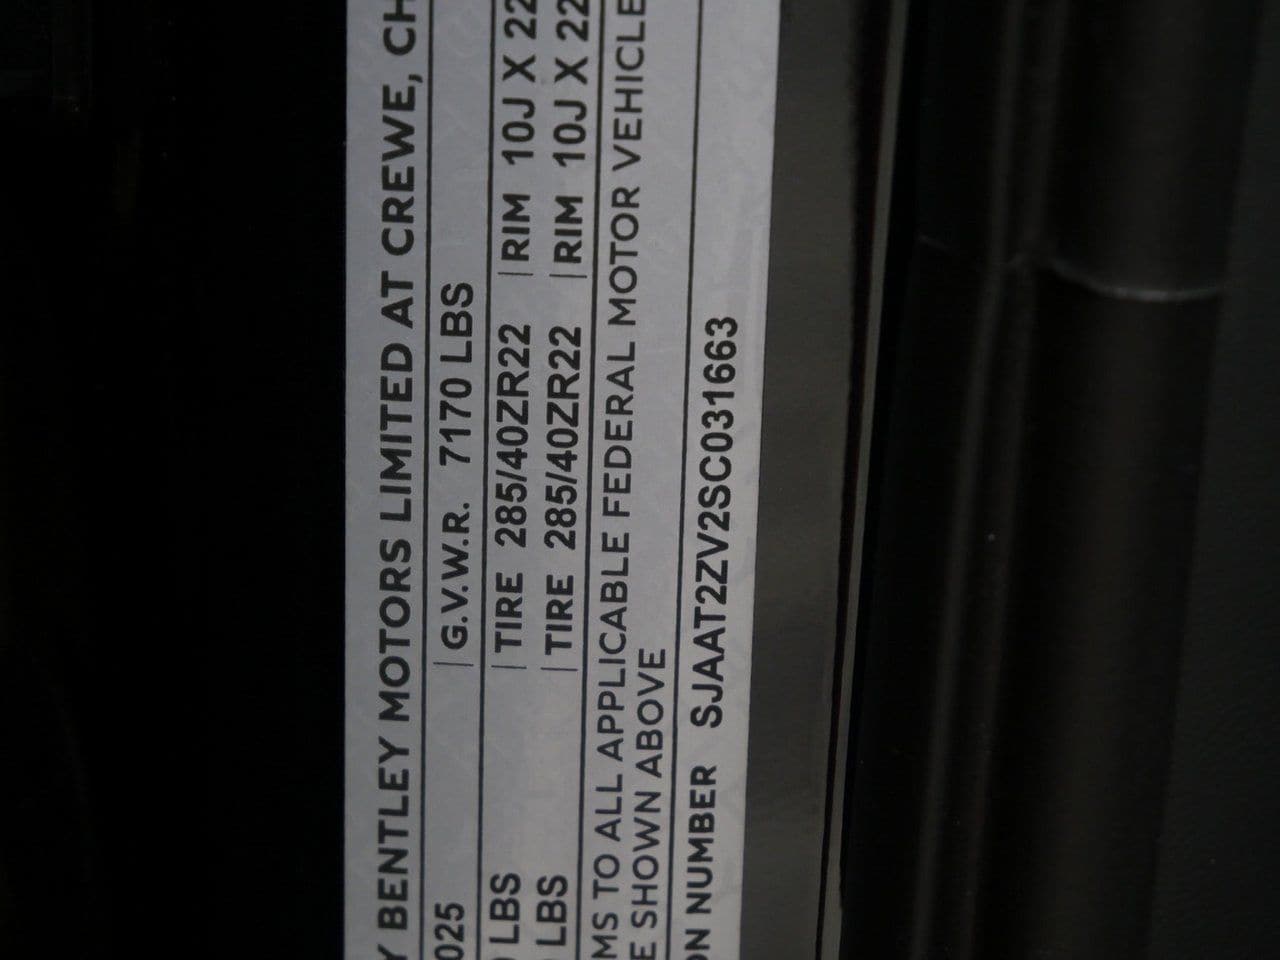 Y BENTLEY MOTORS LIMITED AT CREWE, CH
025 G.V.W.R. 7170 LBS
LBS TIRE 285/40ZR22 RIM 10J X 22
LBS TIRE 285/40ZR22 RIM 10J X 22
MS TO ALL APPLICABLE FEDERAL MOTOR VEHICLE
E SHOWN ABOVE
ON NUMBER SJAAT2ZV2SC031663